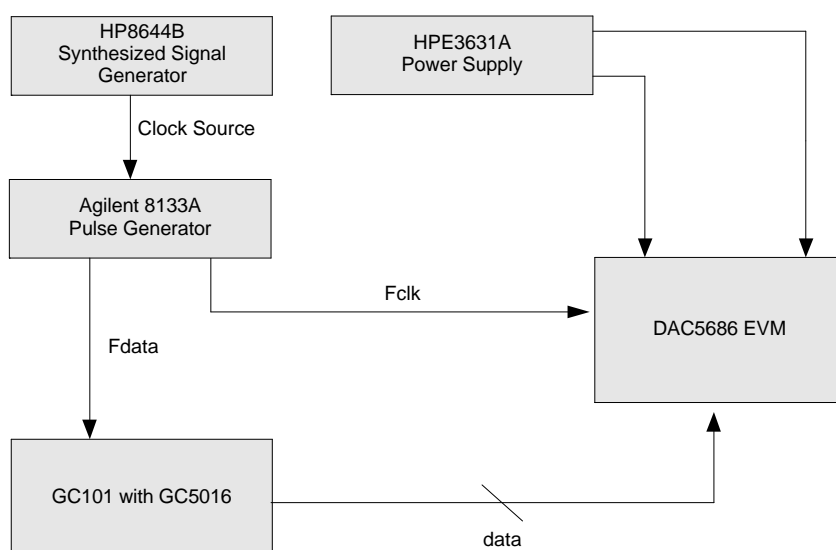 HP8644B
Synthesized Signal
Generator
HPE3631A
Power Supply
Clock Source
Agilent 8133A
Pulse Generator
Fclk
DAC5686 EVM
Fdata
GC101 with GC5016
data